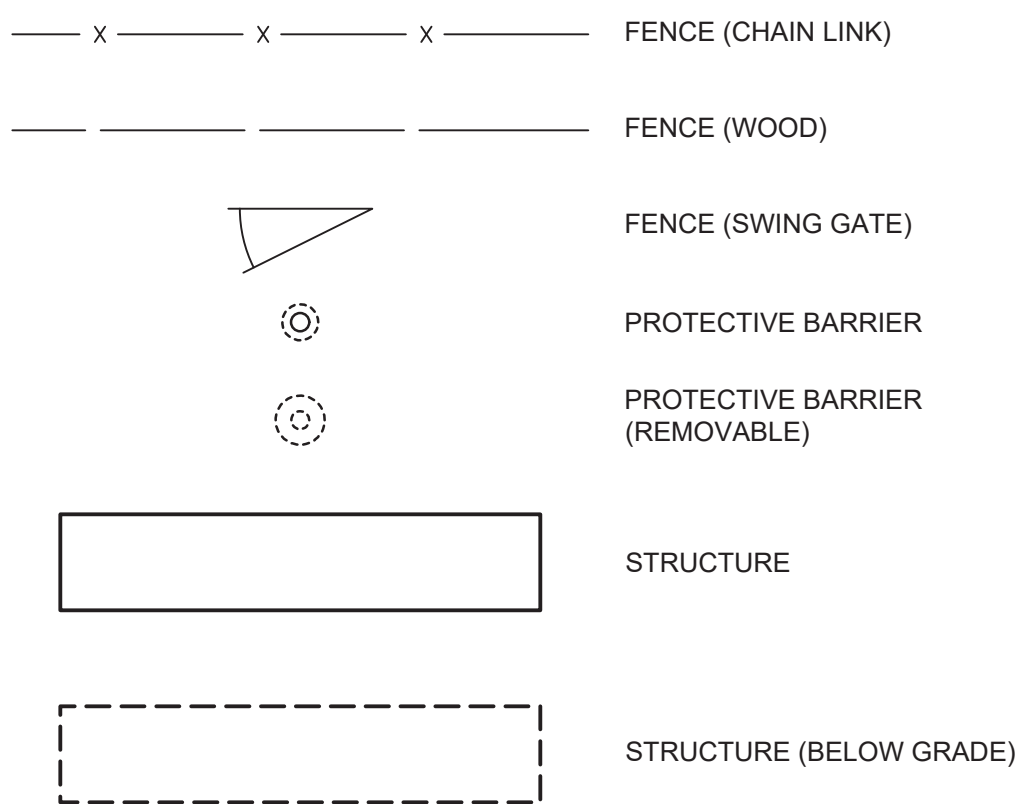 X X X FENCE (CHAIN LINK)
FENCE (WOOD)
FENCE (SWING GATE)
PROTECTIVE BARRIER
PROTECTIVE BARRIER
(REMOVABLE)
STRUCTURE
STRUCTURE (BELOW GRADE)